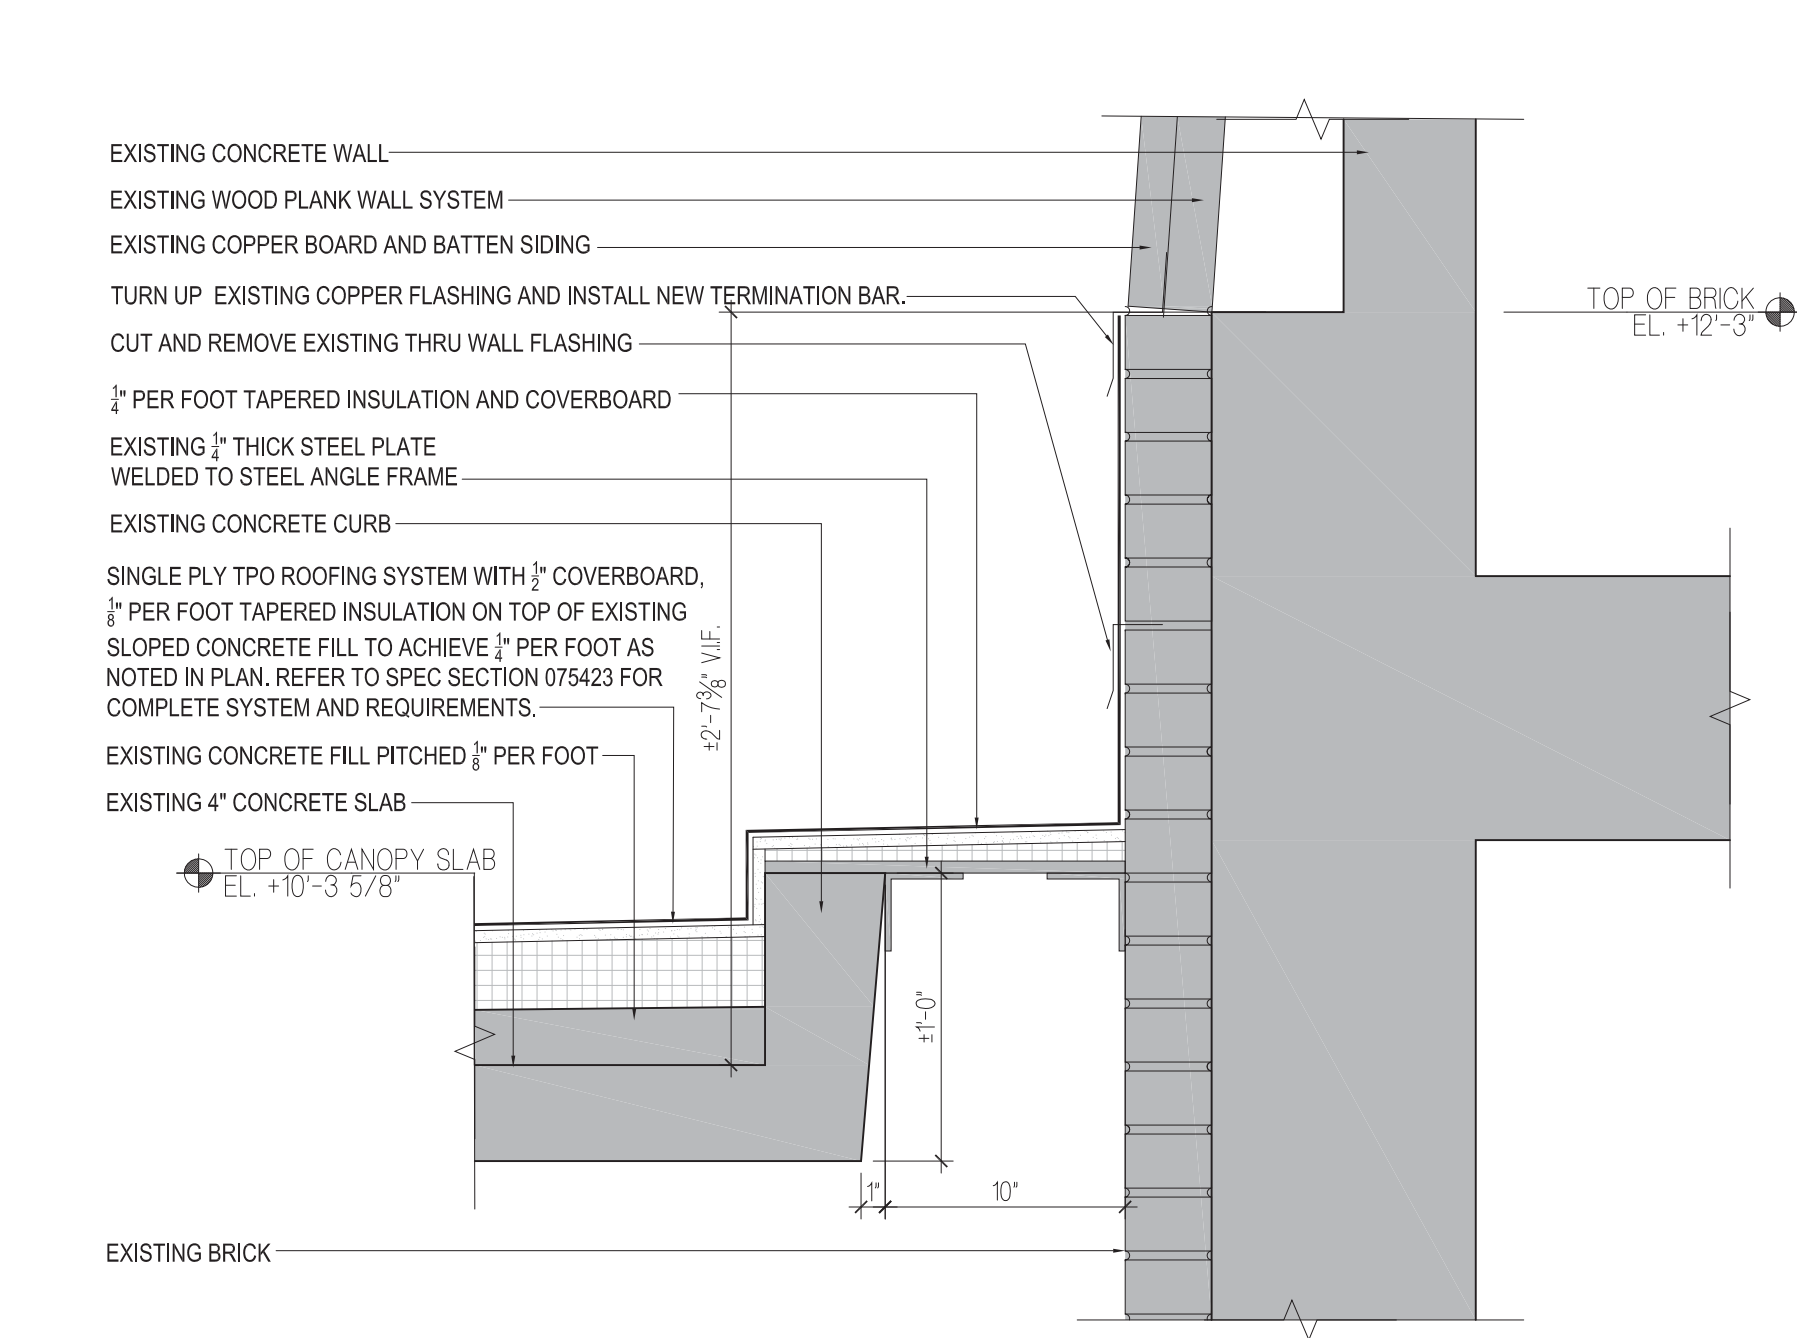 EXISTING CONCRETE WALL
EXISTING WOOD PLANK WALL SYSTEM
EXISTING COPPER BOARD AND BATTEN SIDING
TURN UP EXISTING COPPER FLASHING AND INSTALL NEW TERMINATION BAR.
CUT AND REMOVE EXISTING THRU WALL FLASHING
1/4" PER FOOT TAPERED INSULATION AND COVERBOARD
EXISTING 1/4" THICK STEEL PLATE
WELDED TO STEEL ANGLE FRAME
EXISTING CONCRETE CURB
SINGLE PLY TPO ROOFING SYSTEM WITH 1/2" COVERBOARD,
1/8" PER FOOT TAPERED INSULATION ON TOP OF EXISTING
SLOPED CONCRETE FILL TO ACHIEVE 1/4" PER FOOT AS
NOTED IN PLAN. REFER TO SPEC SECTION 075423 FOR
COMPLETE SYSTEM AND REQUIREMENTS.
EXISTING CONCRETE FILL PITCHED 1/8" PER FOOT
EXISTING 4" CONCRETE SLAB
TOP OF CANOPY SLAB
EL. +10'-3 5/8"
EXISTING BRICK
±2'-7 3/8" V.I.F.
±1'-0"
1"
10"
TOP OF BRICK
EL. +12'-3"